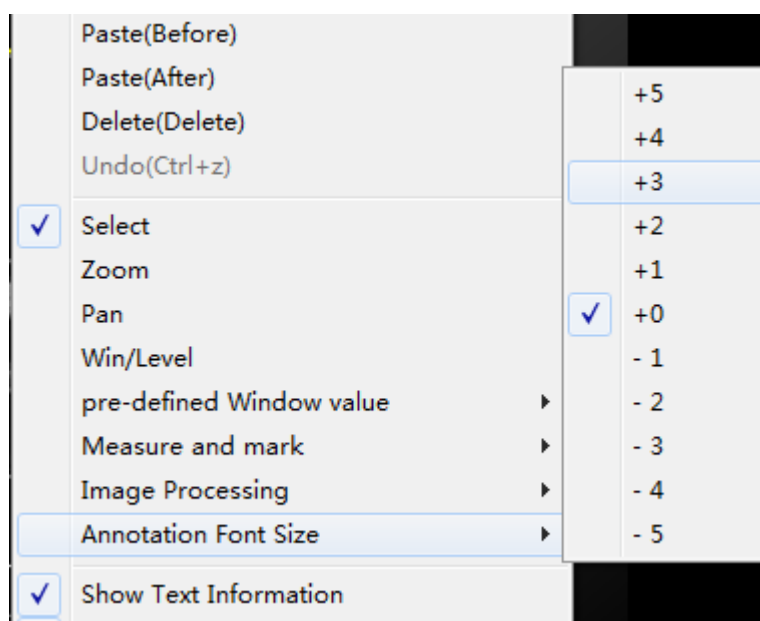 Paste(Before)
Paste(After)
Delete(Delete)
Undo(Ctrl+z)
Select
Zoom
Pan
Win/Level
pre-defined Window value
Measure and mark
Image Processing
Annotation Font Size
Show Text Information
+5
+4
+3
+2
+1
+0
- 1
- 2
- 3
- 4
- 5